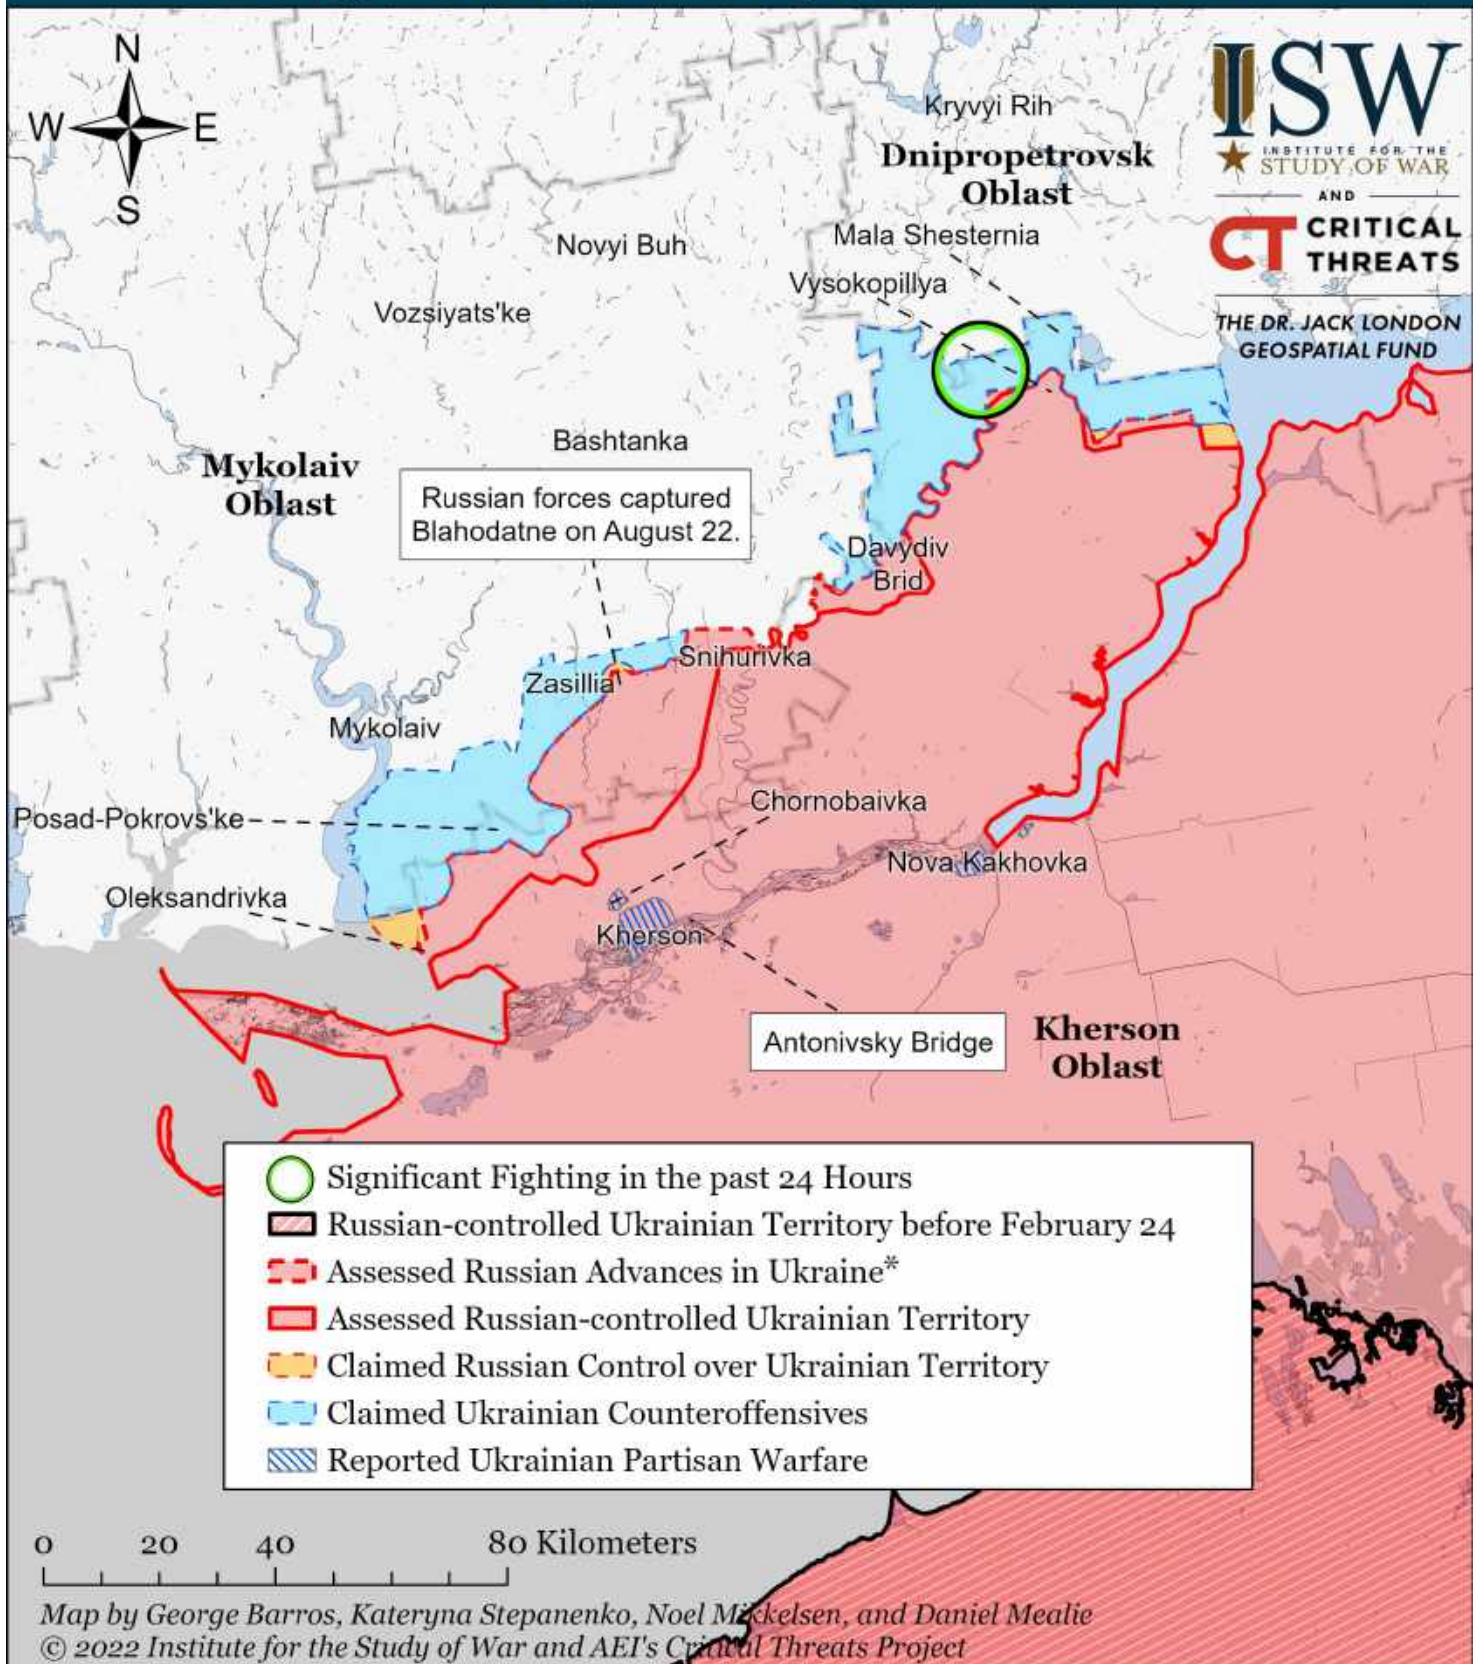 N
W E
S
ISW
INSTITUTE FOR THE
STUDY OF WAR
AND
CT CRITICAL
THREATS
THE DR. JACK LONDON
GEOSPATIAL FUND
Kryvyi Rih
Dnipropetrovsk
Oblast
Mala Shesternia
Novyi Buh
Vysokopillya
Vozsiyats'ke
Bashtanka
Mykolaiv
Oblast
Russian forces captured
Blahodatne on August 22.
Davydiv
Brid
Snihurivka
Zasillia
Mykolaiv
Chornobaivka
Posad-Pokrovs'ke
Nova Kakhovka
Oleksandrivka
Kherson
Antonivsky Bridge
Kherson
Oblast
Significant Fighting in the past 24 Hours
Russian-controlled Ukrainian Territory before February 24
Assessed Russian Advances in Ukraine*
Assessed Russian-controlled Ukrainian Territory
Claimed Russian Control over Ukrainian Territory
Claimed Ukrainian Counteroffensives
Reported Ukrainian Partisan Warfare
0 20 40 80 Kilometers
Map by George Barros, Kateryna Stepanenko, Noel Mikkelsen, and Daniel Mealie
© 2022 Institute for the Study of War and AEI's Critical Threats Project